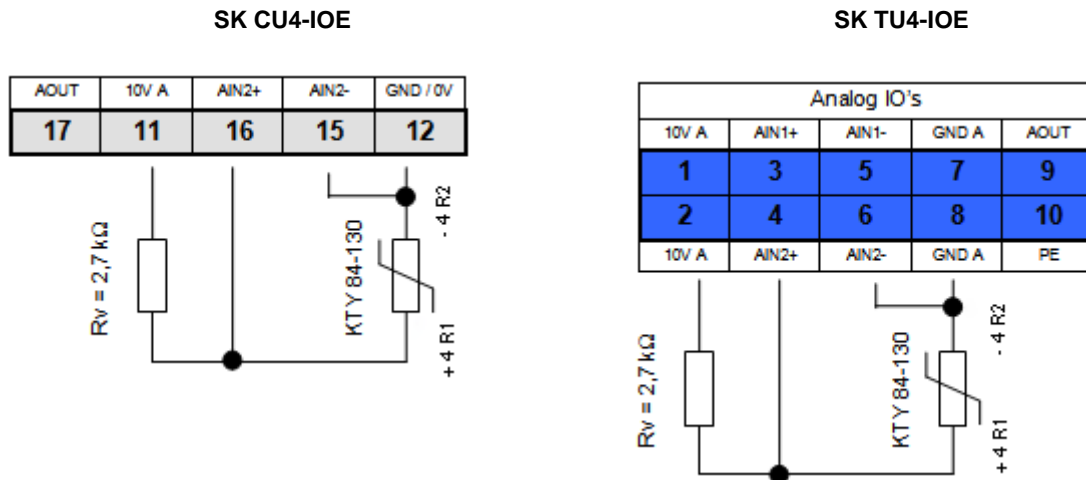 SK CU4-IOE
AOUT 10V A AIN2+ AIN2- GND / 0V
17 11 16 15 12
Rv = 2,7 kΩ
KTY 84-130
- 4 R2
+ 4 R1
SK TU4-IOE
Analog IO's
10V A AIN1+ AIN1- GND A AOUT
1 3 5 7 9
2 4 6 8 10
10V A AIN2+ AIN2- GND A PE
Rv = 2,7 kΩ
KTY 84-130
- 4 R2
+ 4 R1